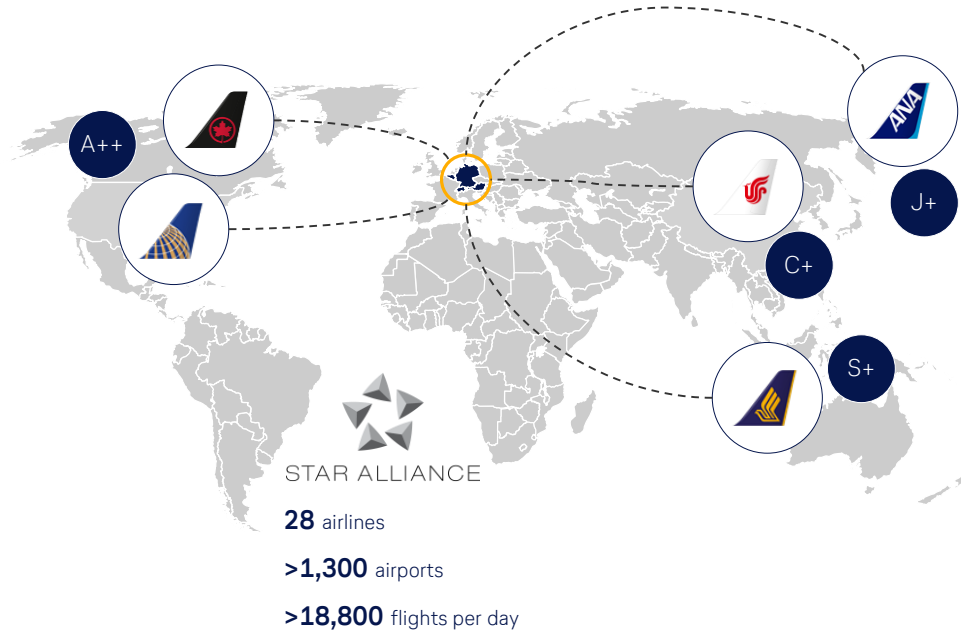 ANA
A++
J+
C+
S+
STAR ALLIANCE
28 airlines
>1,300 airports
>18,800 flights per day